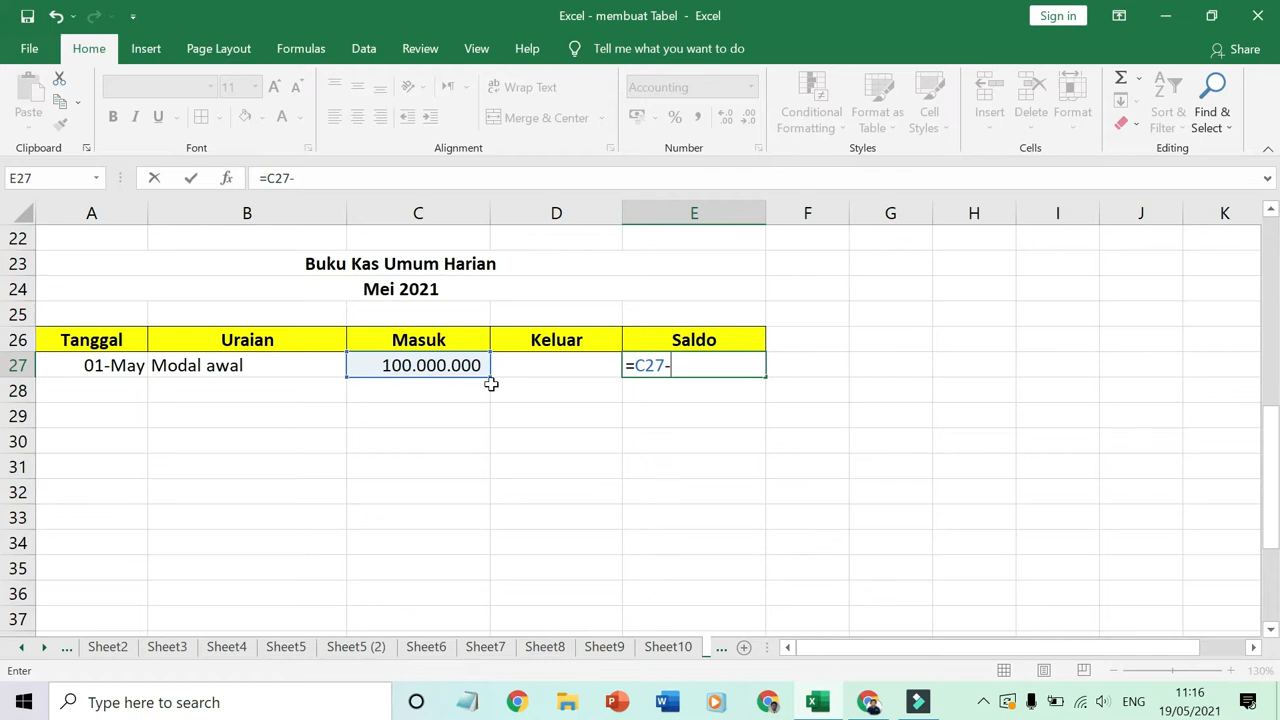 Excel - membuat Tabel - Excel
Sign in
File Home Insert Page Layout Formulas Data Review View Help Tell me what you want to do Share
Paste
11
Wrap Text
Merge & Center
Accounting
Conditional Formatting
Format as Table
Cell Styles
Insert
Delete
Format
Sort & Filter
Find & Select
Clipboard Font Alignment Number Styles Cells Editing
E27 =C27-
A B C D E F G H I J K
22
23 Buku Kas Umum Harian
24 Mei 2021
25
26 Tanggal Uraian Masuk Keluar Saldo
27 01-May Modal awal 100.000.000 =C27-
28
29
30
31
32
33
34
35
36
37
... Sheet2 Sheet3 Sheet4 Sheet5 Sheet5 (2) Sheet6 Sheet7 Sheet8 Sheet9 Sheet10 ...
Enter 130%
Type here to search
ENG
11:16
19/05/2021